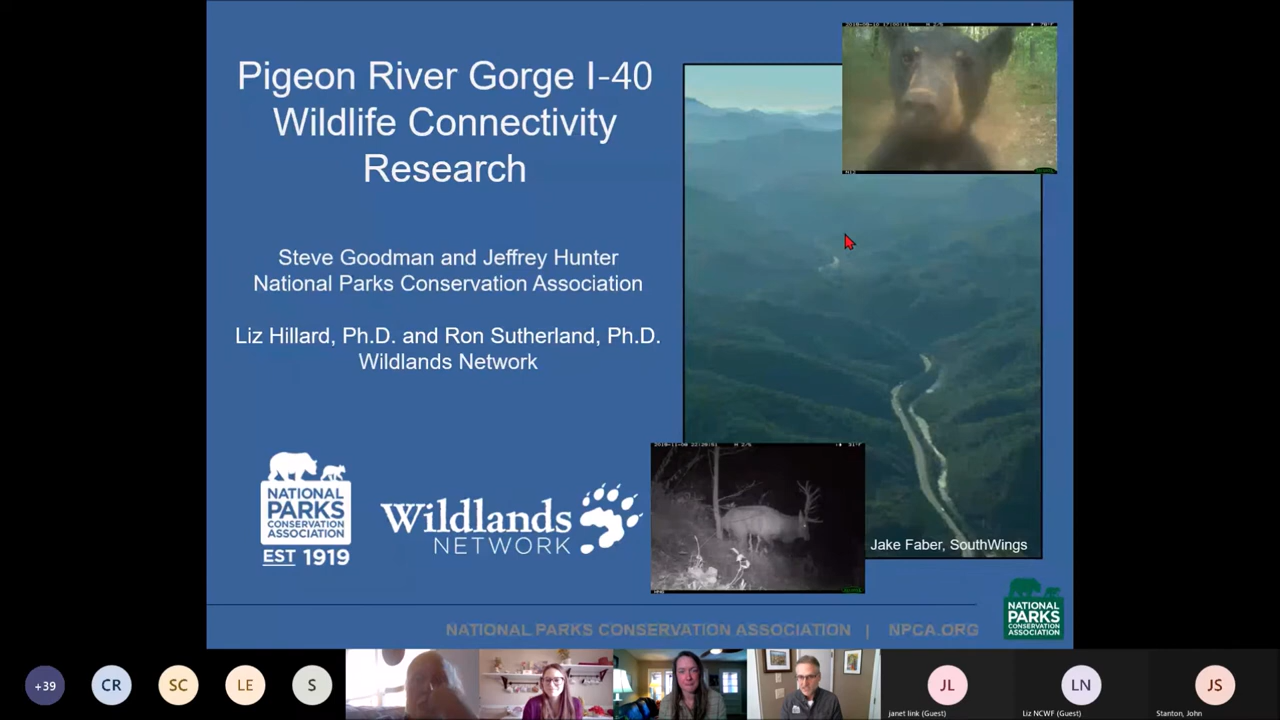 Pigeon River Gorge I-40
Wildlife Connectivity
Research
Steve Goodman and Jeffrey Hunter
National Parks Conservation Association
Liz Hillard, Ph.D. and Ron Sutherland, Ph.D.
Wildlands Network
NATIONAL
PARKS
CONSERVATION
ASSOCIATION
EST 1919
Wildlands
NETWORK
Jake Faber, SouthWings
NATIONAL PARKS CONSERVATION ASSOCIATION | NPCA.ORG
NATIONAL
PARKS
CONSERVATION
ASSOCIATION
+39
CR
SC
LE
S
JL
LN
JS
janet link (Guest)
Liz NCWF (Guest)
Stanton, John